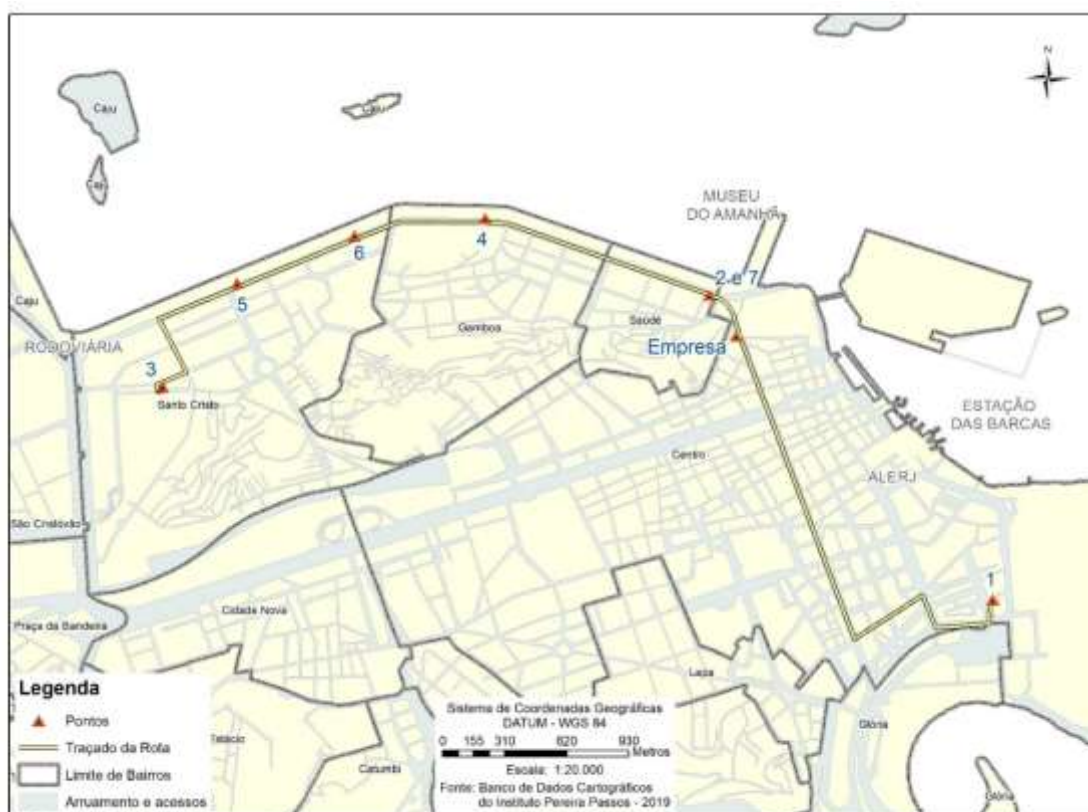 N
Caju
Caju
Caju
MUSEU
DO AMANHÃ
4
6
2 e 7
5
Caju
Gamboa
Saúde
Empresa
RODOVIÁRIA
3
Santo Cristo
ESTAÇÃO
DAS BARCAS
Centro
ALERJ
São Cristóvão
1
Cidade Nova
Praça da Bandeira
Lapa
Legenda
Pontos
Traçado da Rota
Limite de Bairros
Arruamento e acessos
Catumbi
Sistema de Coordenadas Geográficas
DATUM - WGS 84
0 155 310 620 930
Metros
Escala: 1:20.000
Fonte: Banco de Dados Cartográficos
do Instituto Pereira Passos - 2019
Glória
Glória